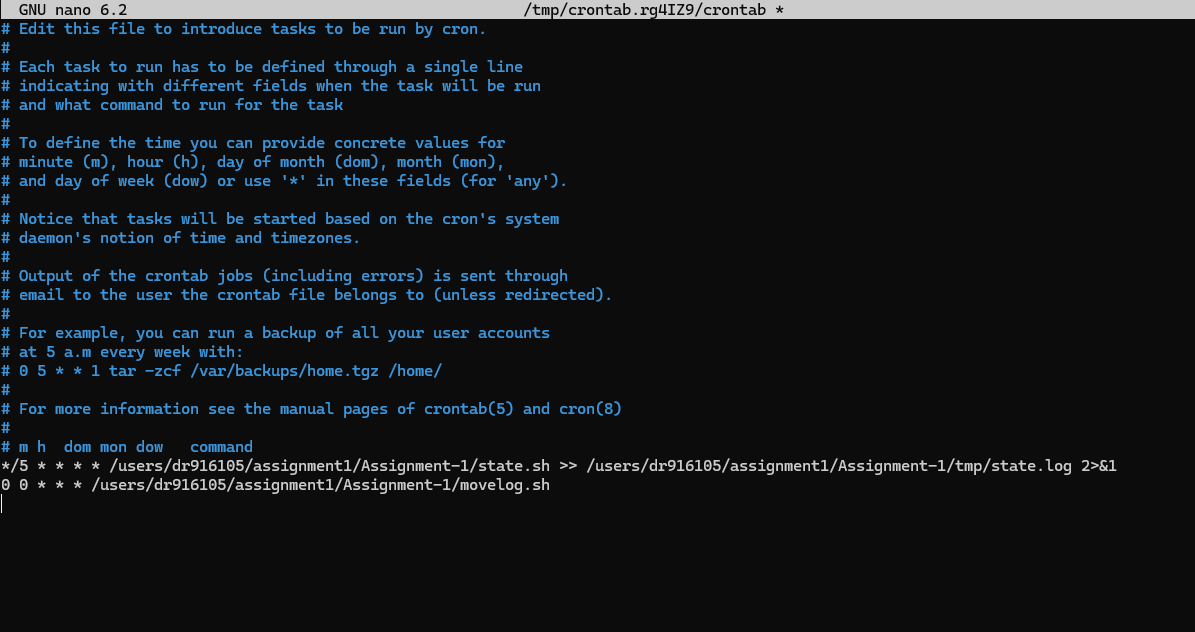 GNU nano 6.2 /tmp/crontab.rg4IZ9/crontab *
# Edit this file to introduce tasks to be run by cron.
#
# Each task to run has to be defined through a single line
# indicating with different fields when the task will be run
# and what command to run for the task
#
# To define the time you can provide concrete values for
# minute (m), hour (h), day of month (dom), month (mon),
# and day of week (dow) or use '*' in these fields (for 'any').
#
# Notice that tasks will be started based on the cron's system
# daemon's notion of time and timezones.
#
# Output of the crontab jobs (including errors) is sent through
# email to the user the crontab file belongs to (unless redirected).
#
# For example, you can run a backup of all your user accounts
# at 5 a.m every week with:
# 0 5 * * 1 tar -zcf /var/backups/home.tgz /home/
#
# For more information see the manual pages of crontab(5) and cron(8)
#
# m h  dom mon dow   command
*/5 * * * * /users/dr916105/assignment1/Assignment-1/state.sh >> /users/dr916105/assignment1/Assignment-1/tmp/state.log 2>&1
0 0 * * * /users/dr916105/assignment1/Assignment-1/movelog.sh